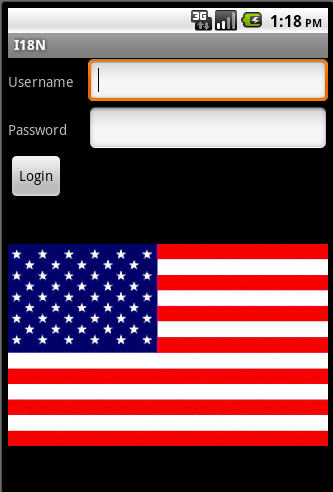 3G 1:18 PM
I18N
Username
Password
Login